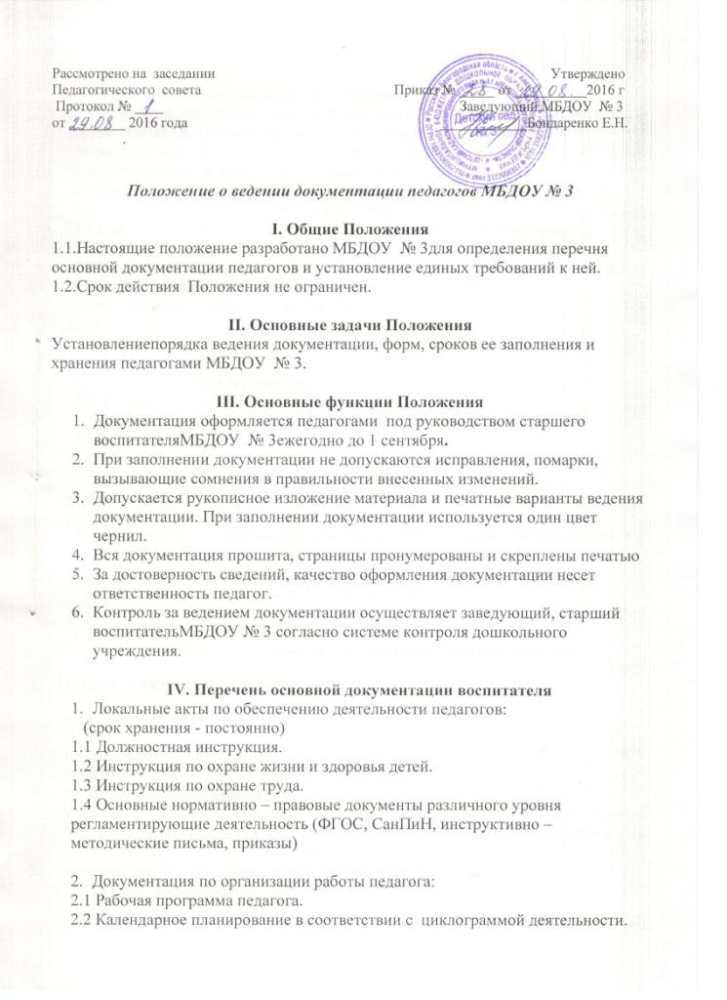 Рассмотрено на заседании
Утверждено
Педагогического совета
Приказ № 28 от 29.08. 2016 г
Протокол № 1
Заведующий МБДОУ № 3
от 29.08 2016 года
Бондаренко Е.Н.
Детский сад
Положение о ведении документации педагогов МБДОУ № 3
I. Общие Положения
1.1.Настоящие положение разработано МБДОУ № 3для определения перечня
основной документации педагогов и установление единых требований к ней.
1.2.Срок действия Положения не ограничен.
II. Основные задачи Положения
Установлениепорядка ведения документации, форм, сроков ее заполнения и
хранения педагогами МБДОУ № 3.
III. Основные функции Положения
1. Документация оформляется педагогами под руководством старшего
воспитателяМБДОУ № 3ежегодно до 1 сентября.
2. При заполнении документации не допускаются исправления, помарки,
вызывающие сомнения в правильности внесенных изменений.
3. Допускается рукописное изложение материала и печатные варианты ведения
документации. При заполнении документации используется один цвет
чернил.
4. Вся документация прошита, страницы пронумерованы и скреплены печатью
5. За достоверность сведений, качество оформления документации несет
ответственность педагог.
6. Контроль за ведением документации осуществляет заведующий, старший
воспитательМБДОУ № 3 согласно системе контроля дошкольного
учреждения.
IV. Перечень основной документации воспитателя
1. Локальные акты по обеспечению деятельности педагогов:
(срок хранения - постоянно)
1.1 Должностная инструкция.
1.2 Инструкция по охране жизни и здоровья детей.
1.3 Инструкция по охране труда.
1.4 Основные нормативно – правовые документы различного уровня
регламентирующие деятельность (ФГОС, СанПиН, инструктивно –
методические письма, приказы)
2. Документация по организации работы педагога:
2.1 Рабочая программа педагога.
2.2 Календарное планирование в соответствии с циклограммой деятельности.